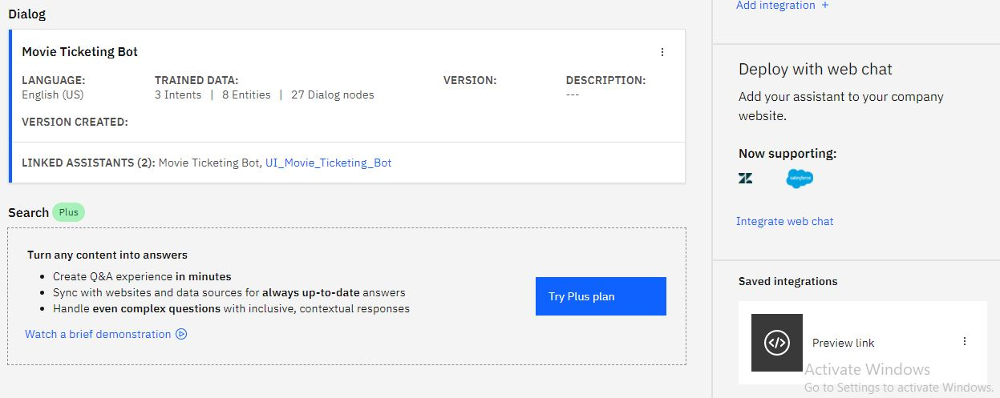 Dialog
Movie Ticketing Bot
LANGUAGE:
English (US)
TRAINED DATA:
3 Intents | 8 Entities | 27 Dialog nodes
VERSION:
DESCRIPTION:
---
VERSION CREATED:
LINKED ASSISTANTS (2): Movie Ticketing Bot, UI_Movie_Ticketing_Bot
Search Plus
Turn any content into answers
• Create Q&A experience in minutes
• Sync with websites and data sources for always up-to-date answers
• Handle even complex questions with inclusive, contextual responses
Watch a brief demonstration
Try Plus plan
Add integration +
Deploy with web chat
Add your assistant to your company
website.
Now supporting:
salesforce
Integrate web chat
Saved integrations
Preview link
Activate Windows
Go to Settings to activate Windows.